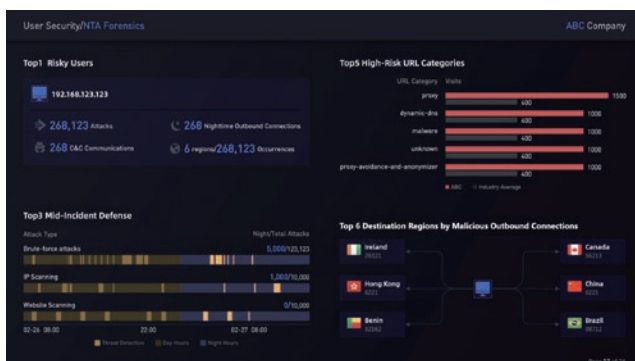 User Security/NTA Forensics
ABC Company
Top1 Risky Users
192.168.123.123
268,123 Attacks
268 Nighttime Outbound Connections
268 C&C Communications
6 regions/268,123 Occurrences
Top5 High-Risk URL Categories
URL Category Visits
proxy 1500
400
dynamic-dns 1000
400
malware 1000
400
unknown 1000
400
proxy-avoidance-and-anonymizer 1000
400
ABC Industry Average
Top3 Mid-Incident Defense
Attack Type Night/Total Attacks
Brute-force attacks 5,000/123,123
IP Scanning 1,000/10,000
Website Scanning 0/10,000
02-26 08:00 22:00 02-27 08:00
Threat Detection Day Hours Night Hours
Top 6 Destination Regions by Malicious Outbound Connections
Ireland
26321
Canada
56213
Hong Kong
6221
China
6221
Benin
32162
Brazil
98712